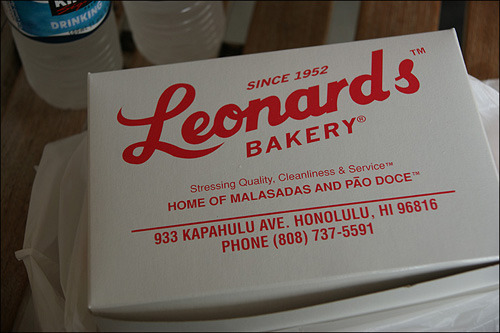 DRINKING
SINCE 1952
Leonard's™
BAKERY®
Stressing Quality, Cleanliness & Service™
HOME OF MALASADAS AND PÃO DOCE™
933 KAPAHULU AVE. HONOLULU, HI 96816
PHONE (808) 737-5591